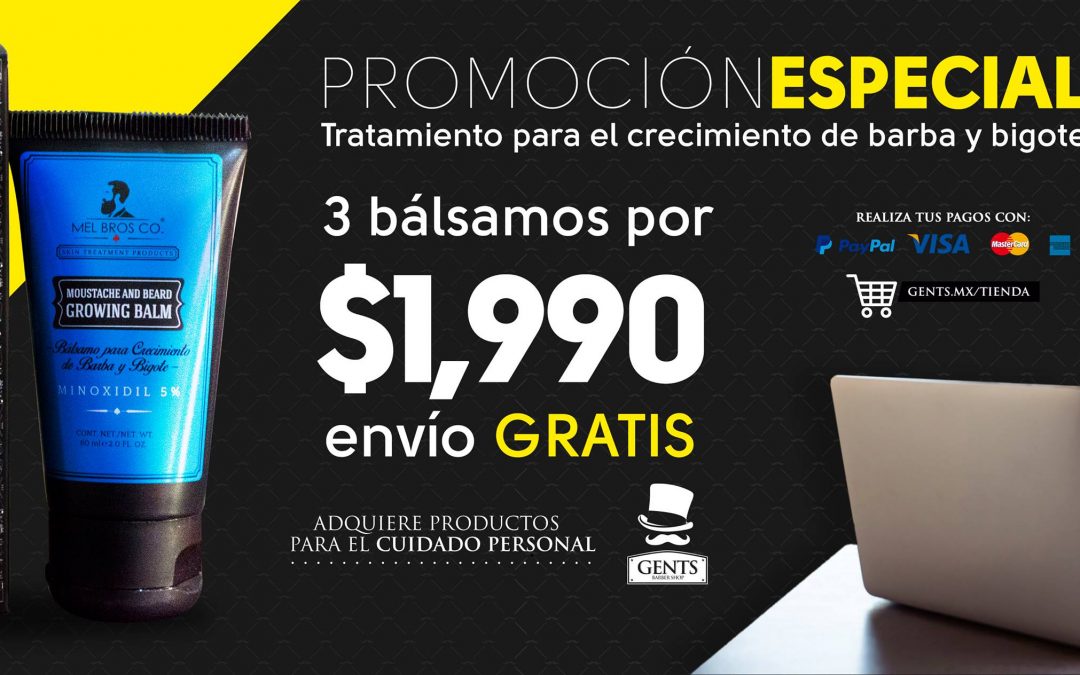 PROMOCIÓNESPECIAL
Tratamiento para el crecimiento de barba y bigote
3 bálsamos por
$1,990
envío GRATIS
ADQUIERE PRODUCTOS
PARA EL CUIDADO PERSONAL
GENTS
BARBER SHOP
REALIZA TUS PAGOS CON:
PayPal VISA MasterCard
GENTS.MX/TIENDA
MEL BROS CO.®
SKIN TREATMENT PRODUCTS
MOUSTACHE AND BEARD
GROWING BALM
Bálsamo para Crecimiento
de Barba y Bigote
MINOXIDIL 5%
CONT. NET./NET. WT.
60 ml e 2.0 FL. OZ.